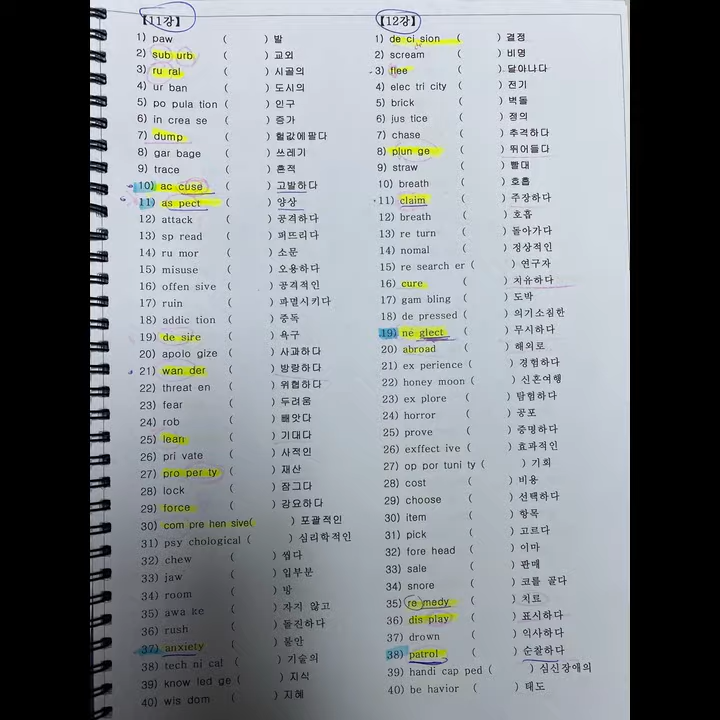 【11강】
1) paw ( ) 발
2) sub urb ( ) 교외
3) ru ral ( ) 시골의
4) ur ban ( ) 도시의
5) po pula tion ( ) 인구
6) in crea se ( ) 증가
7) dump ( ) 헐값에팔다
8) gar bage ( ) 쓰레기
9) trace ( ) 흔적
10) ac cuse ( ) 고발하다
11) as pect ( ) 양상
12) attack ( ) 공격하다
13) sp read ( ) 퍼뜨리다
14) ru mor ( ) 소문
15) misuse ( ) 오용하다
16) offen sive ( ) 공격적인
17) ruin ( ) 파멸시키다
18) addic tion ( ) 중독
19) de sire ( ) 욕구
20) apolo gize ( ) 사과하다
21) wan der ( ) 방랑하다
22) threat en ( ) 위협하다
23) fear ( ) 두려움
24) rob ( ) 빼앗다
25) lean ( ) 기대다
26) pri vate ( ) 사적인
27) pro per ty ( ) 재산
28) lock ( ) 잠그다
29) force ( ) 강요하다
30) com pre hen sive( ) 포괄적인
31) psy chological ( ) 심리학적인
32) chew ( ) 씹다
33) jaw ( ) 입부분
34) room ( ) 방
35) awa ke ( ) 자지 않고
36) rush ( ) 돌진하다
37) anxiety ( ) 불안
38) tech ni cal ( ) 기술의
39) know led ge ( ) 지식
40) wis dom ( ) 지혜
【12강】
1) de ci sion ( ) 결정
2) scream ( ) 비명
3) flee ( ) 달아나다
4) elec tri city ( ) 전기
5) brick ( ) 벽돌
6) jus tice ( ) 정의
7) chase ( ) 추격하다
8) plun ge ( ) 뛰어들다
9) straw ( ) 빨대
10) breath ( ) 호흡
11) claim ( ) 주장하다
12) breath ( ) 호흡
13) re turn ( ) 돌아가다
14) nomal ( ) 정상적인
15) re search er ( ) 연구자
16) cure ( ) 치유하다
17) gam bling ( ) 도박
18) de pressed ( ) 의기소침한
19) ne glect ( ) 무시하다
20) abroad ( ) 해외로
21) ex perience ( ) 경험하다
22) honey moon ( ) 신혼여행
23) ex plore ( ) 탐험하다
24) horror ( ) 공포
25) prove ( ) 증명하다
26) exffect ive ( ) 효과적인
27) op por tuni ty ( ) 기회
28) cost ( ) 비용
29) choose ( ) 선택하다
30) item ( ) 항목
31) pick ( ) 고르다
32) fore head ( ) 이마
33) sale ( ) 판매
34) snore ( ) 코를 골다
35) re medy ( ) 치료
36) dis play ( ) 표시하다
37) drown ( ) 익사하다
38) patrol ( ) 순찰하다
39) handi cap ped ( ) 심신장애의
40) be havior ( ) 태도